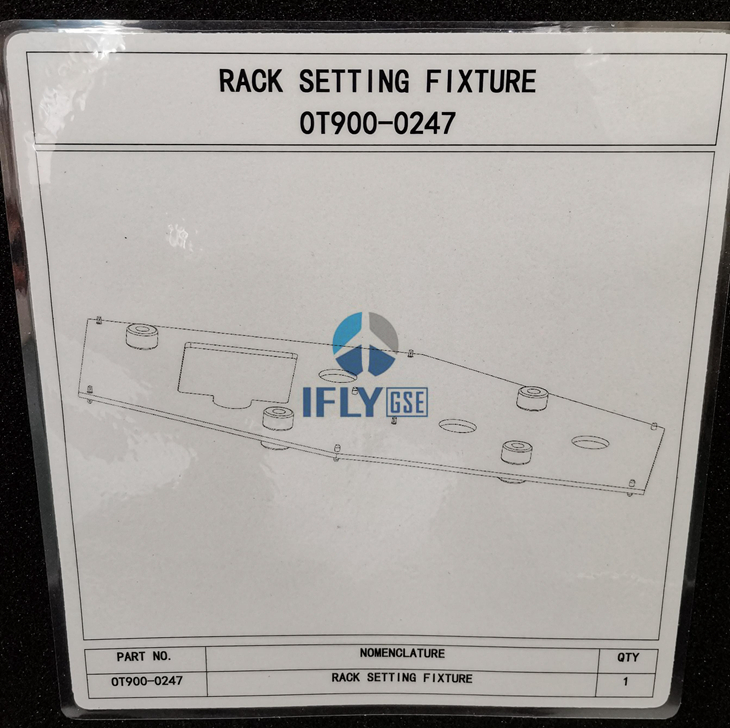 RACK SETTING FIXTURE
0T900-0247
IFLY GSE
PART NO. NOMENCLATURE QTY
0T900-0247 RACK SETTING FIXTURE 1